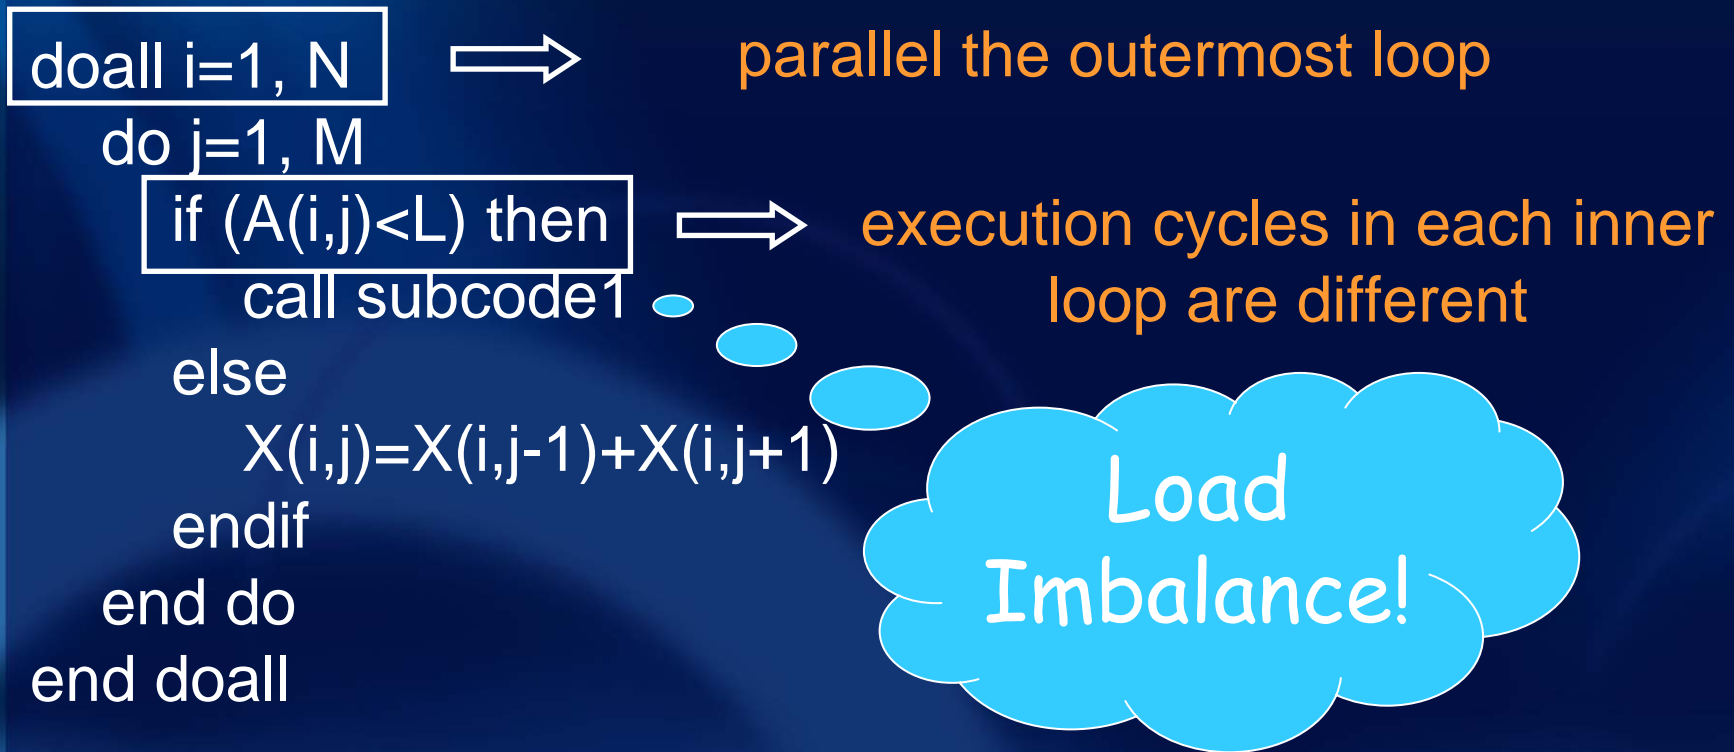 doall i=1, N
parallel the outermost loop
do j=1, M
if (A(i,j)<L) then
execution cycles in each inner
loop are different
call subcode1
else
X(i,j)=X(i,j-1)+X(i,j+1)
endif
end do
end doall
Load
Imbalance!